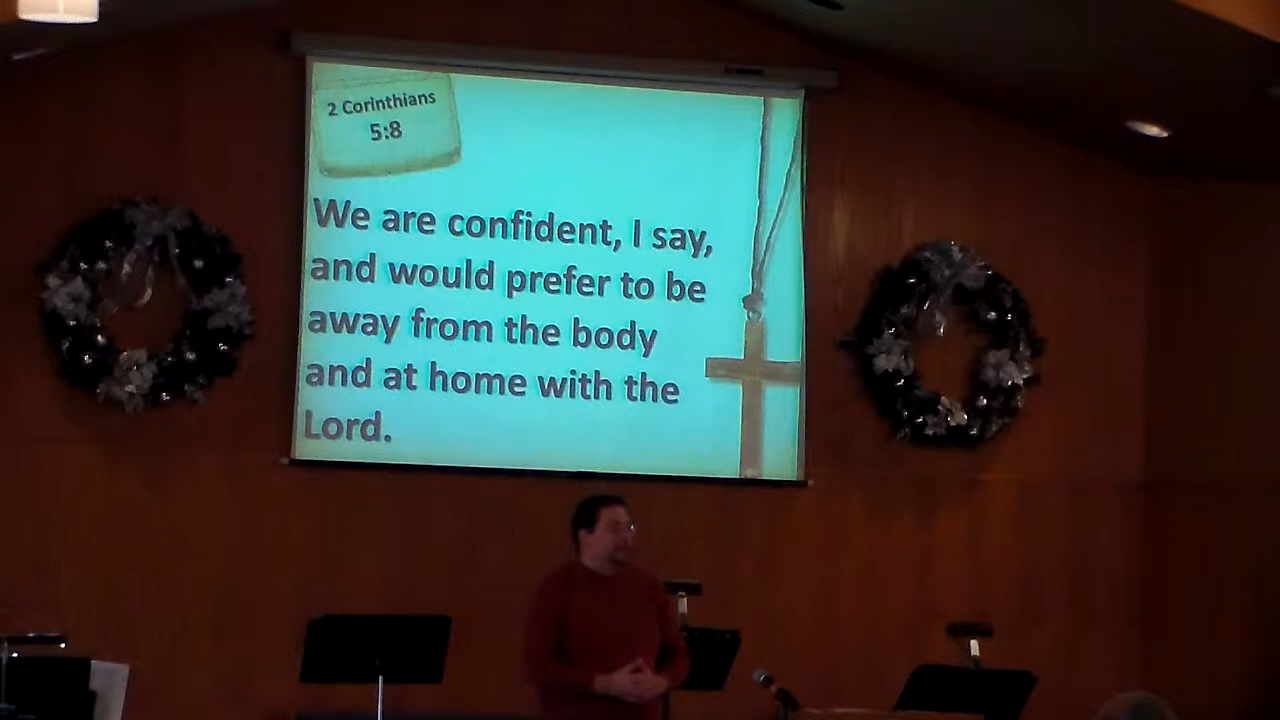 2 Corinthians
5:8
We are confident, I say,
and would prefer to be
away from the body
and at home with the
Lord.